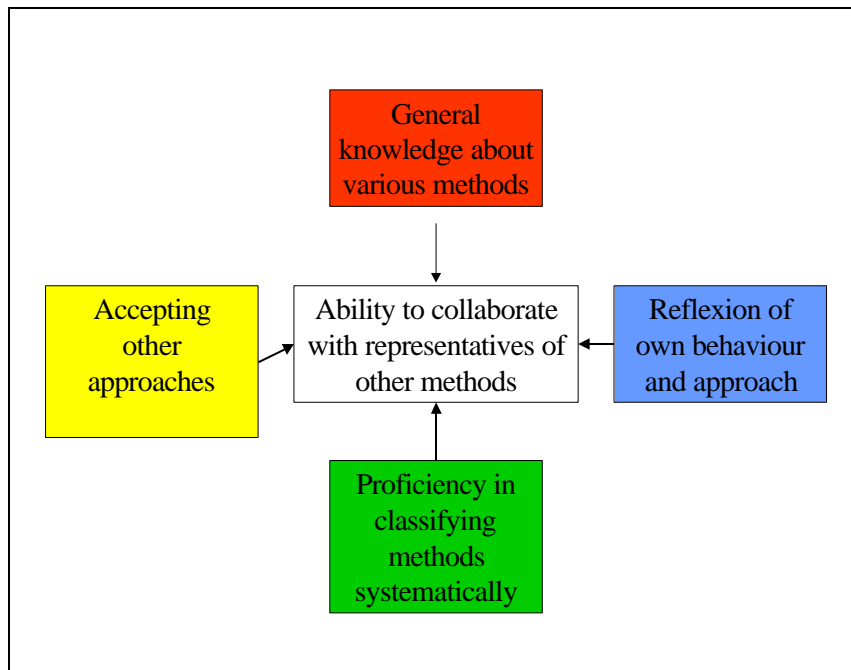 General
knowledge about
various methods
Accepting
other
approaches
Ability to collaborate
with representatives of
other methods
Reflexion of
own behaviour
and approach
Proficiency in
classifying
methods
systematically